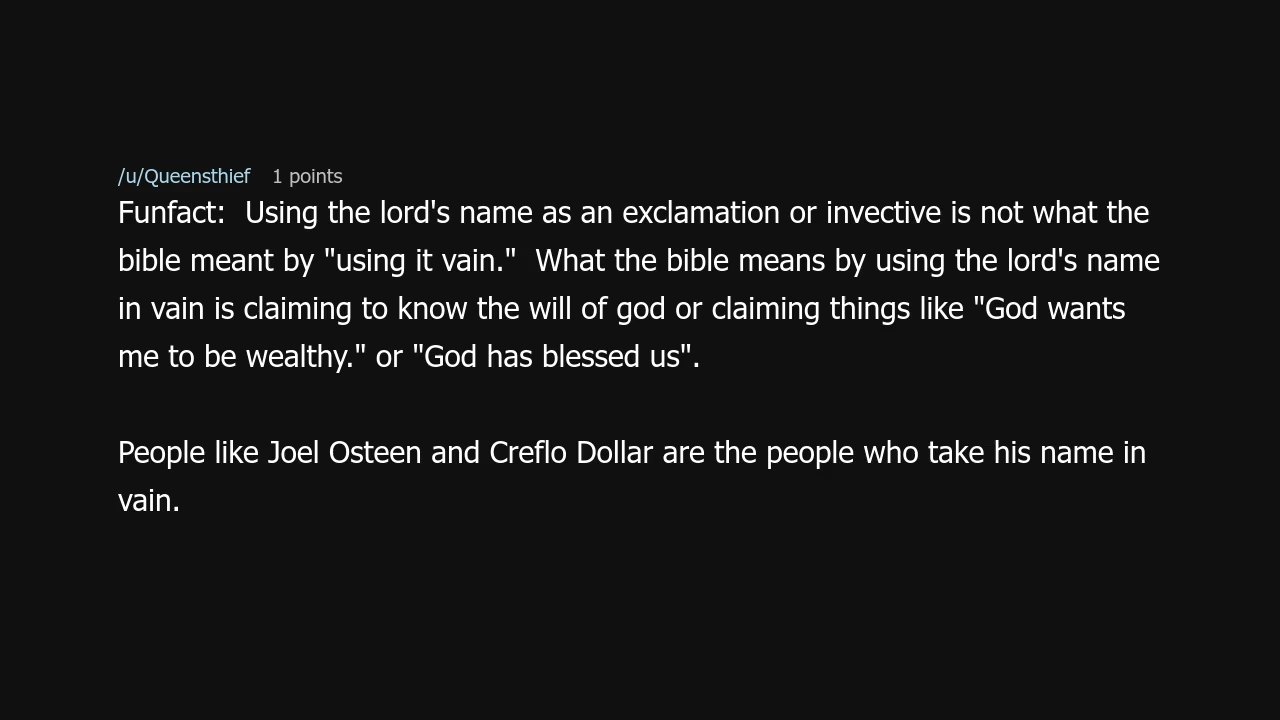 /u/Queensthief 1 points
Funfact:  Using the lord's name as an exclamation or invective is not what the
bible meant by "using it vain."  What the bible means by using the lord's name
in vain is claiming to know the will of god or claiming things like "God wants
me to be wealthy." or "God has blessed us".
People like Joel Osteen and Creflo Dollar are the people who take his name in
vain.